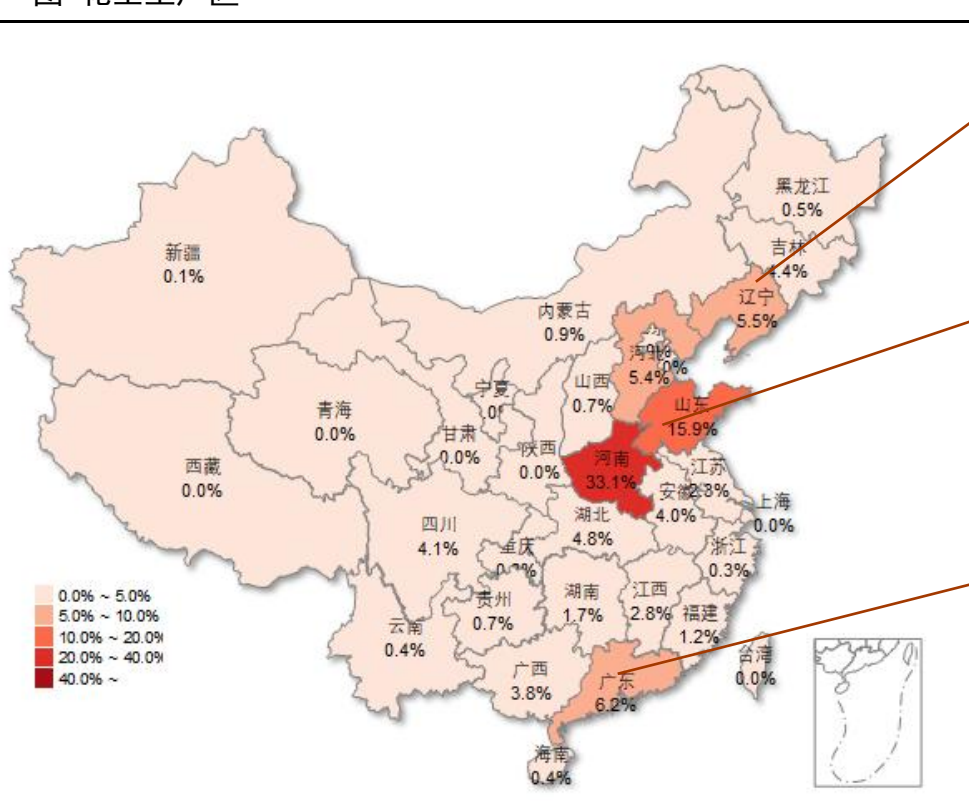 黑龙江
0.5%
吉林
4.4%
辽宁
5.5%
新疆
0.1%
内蒙古
0.9%
河北
5.4%
山西
0.7%
宁夏
山东
15.9%
青海
0.0%
甘肃
0.0%
陕西
0.0%
河南
33.1%
江苏
2.3%
西藏
0.0%
安徽
4.0%
上海
0.0%
四川
4.1%
湖北
4.8%
重庆
浙江
0.3%
湖南
1.7%
江西
2.8%
贵州
0.7%
福建
1.2%
云南
0.4%
台湾
0.0%
广西
3.8%
广东
6.2%
海南
0.4%
0.0% ~ 5.0%
5.0% ~ 10.0%
10.0% ~ 20.0%
20.0% ~ 40.0%
40.0% ~